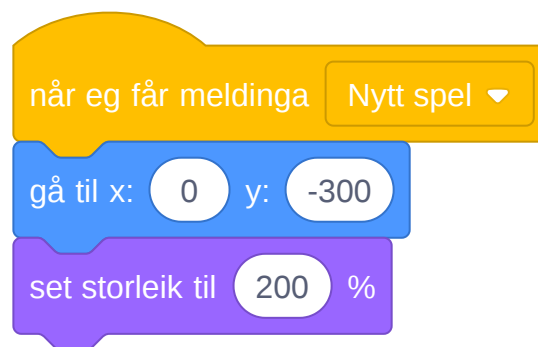 når eg får meldinga Nytt spel
gå til x: 0 y: -300
set storleik til 200 %